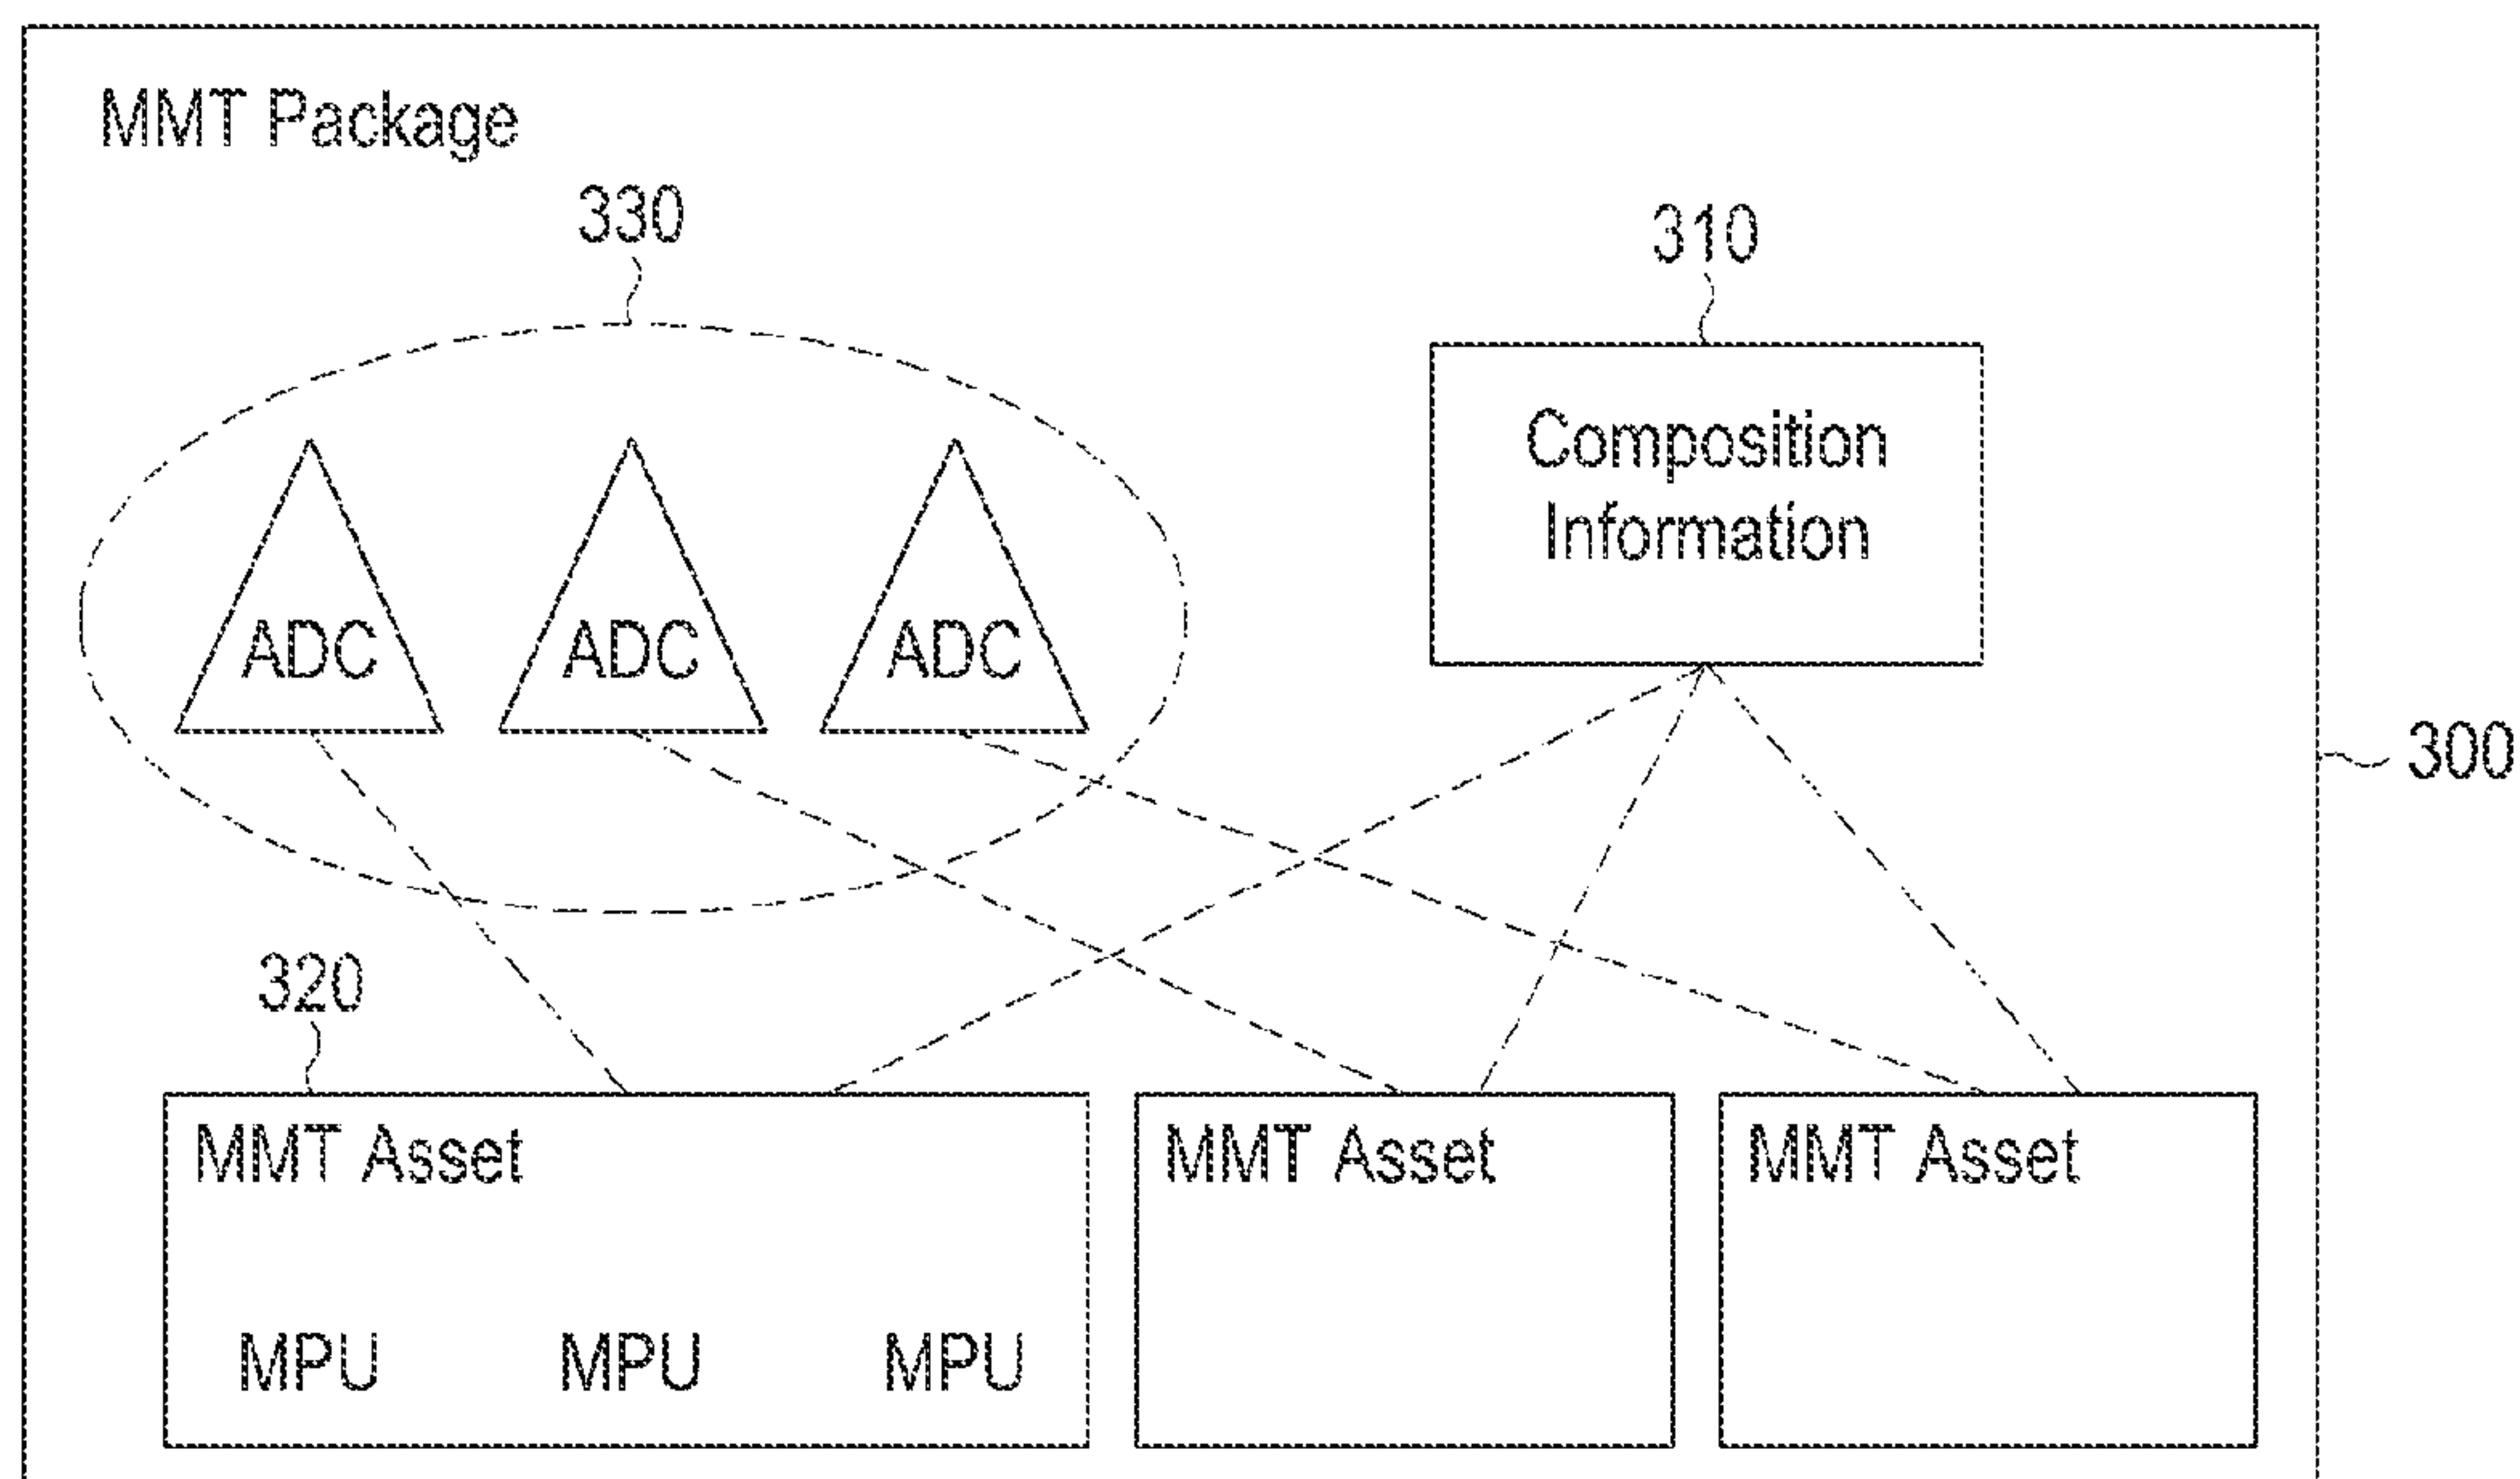 MMT Package
330
310
Composition
Information
ADC ADC ADC
300
320
MMT Asset MMT Asset MMT Asset
MPU MPU MPU